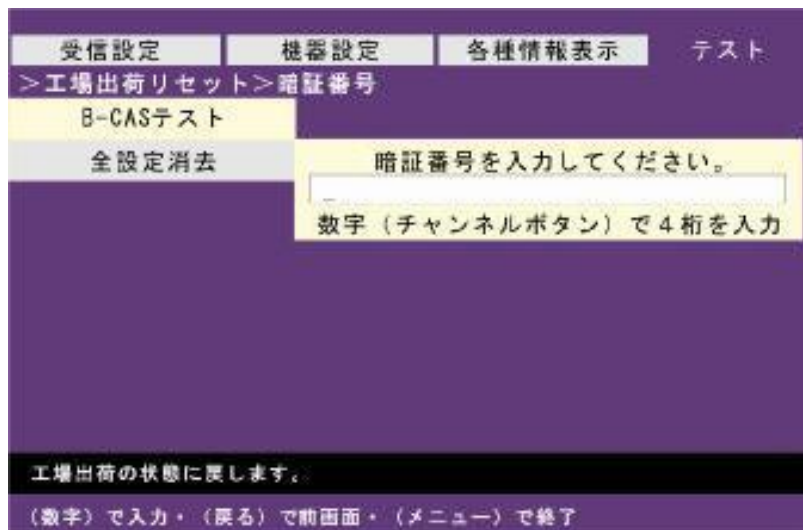 受信設定 機器設定 各種情報表示 テスト
＞工場出荷リセット＞暗証番号
B-CASテスト
全設定消去
暗証番号を入力してください。
_
数字（チャンネルボタン）で４桁を入力
工場出荷の状態に戻します。
（数字）で入力・（戻る）で前画面・（メニュー）で終了